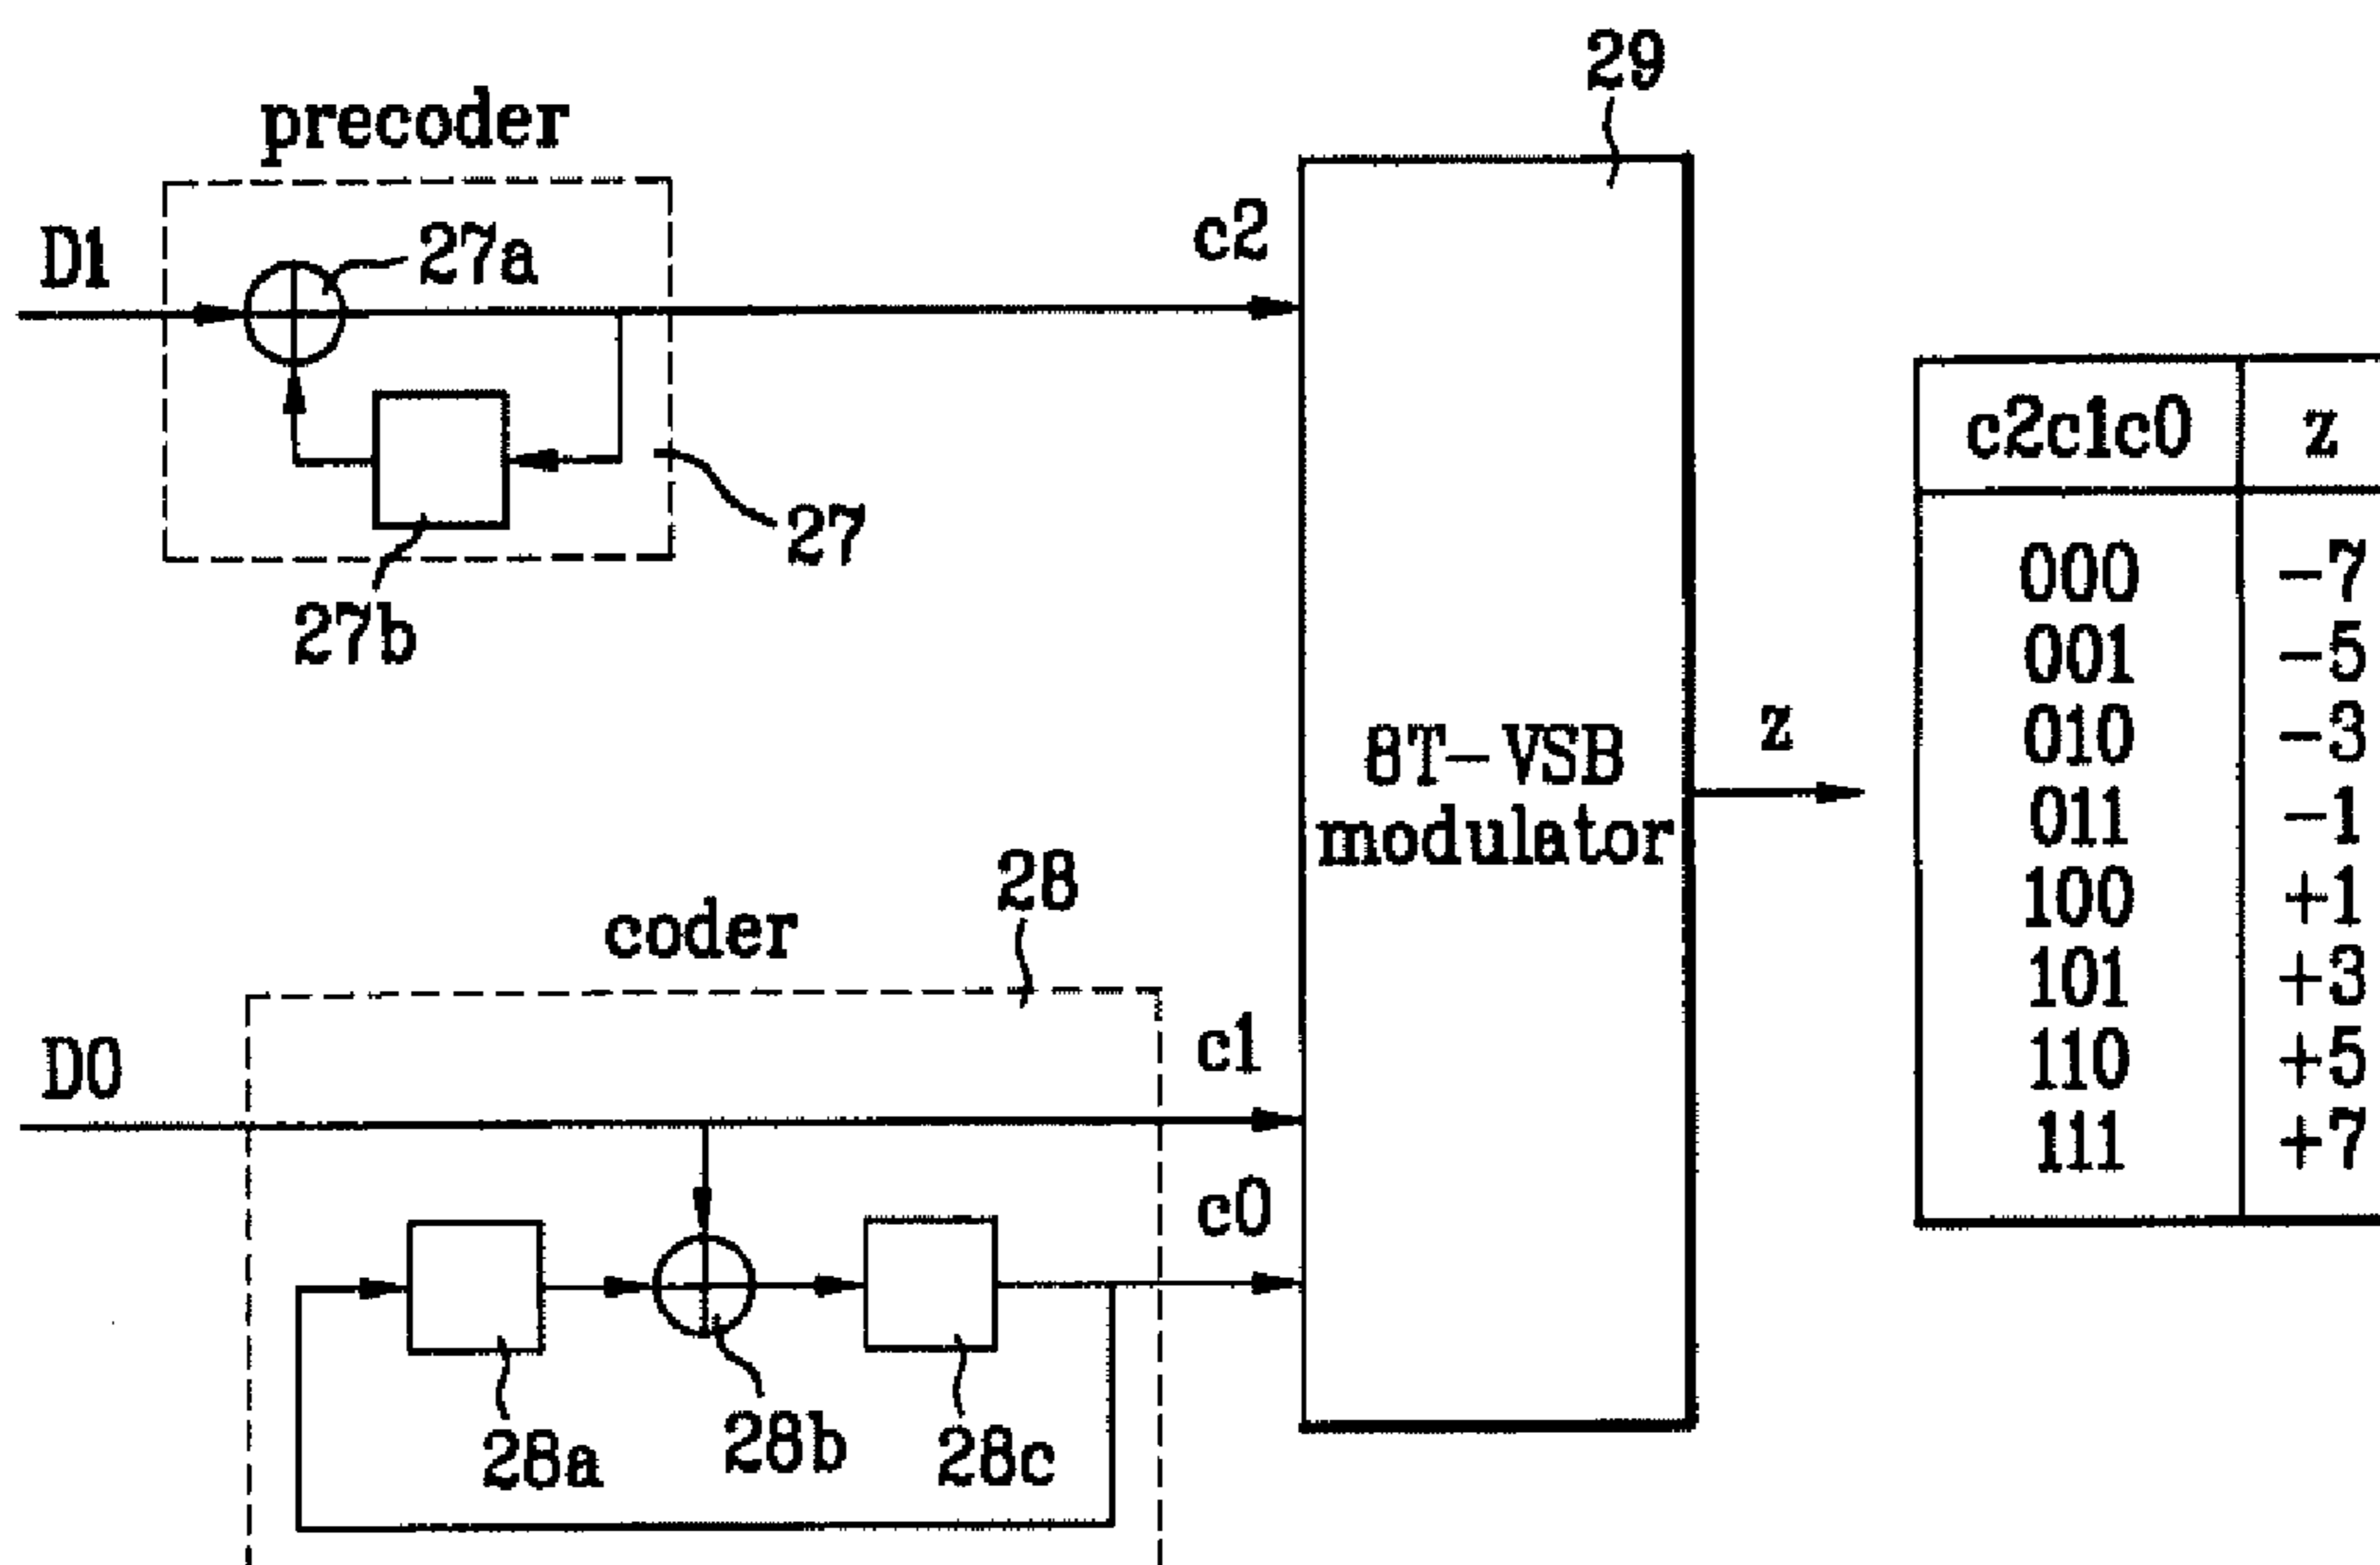 29
precoder
D1
27a
c2
27
27b
8T-VSB
modulator
z
28
coder
D0
c1
c0
28a
28b
28c
c2c1c0 z
000 -7
001 -5
010 -3
011 -1
100 +1
101 +3
110 +5
111 +7